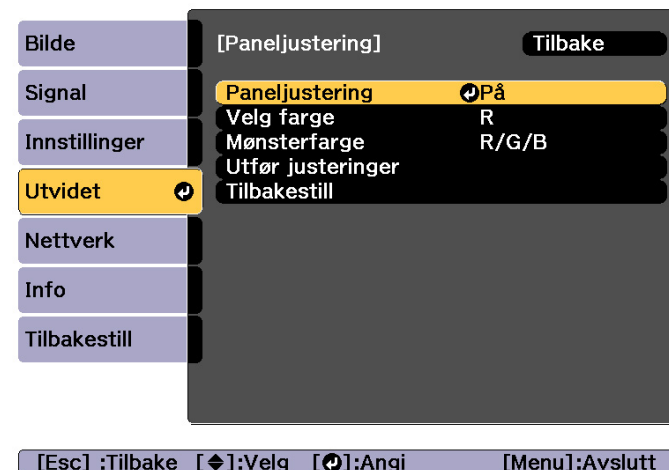 Bilde
Signal
Innstillinger
Utvidet
Nettverk
Info
Tilbakestill
[Paneljustering] Tilbake
Paneljustering På
Velg farge R
Mønsterfarge R/G/B
Utfør justeringer
Tilbakestill
[Esc] :Tilbake [ ]:Velg [ ]:Angi [Menu]:Avslutt